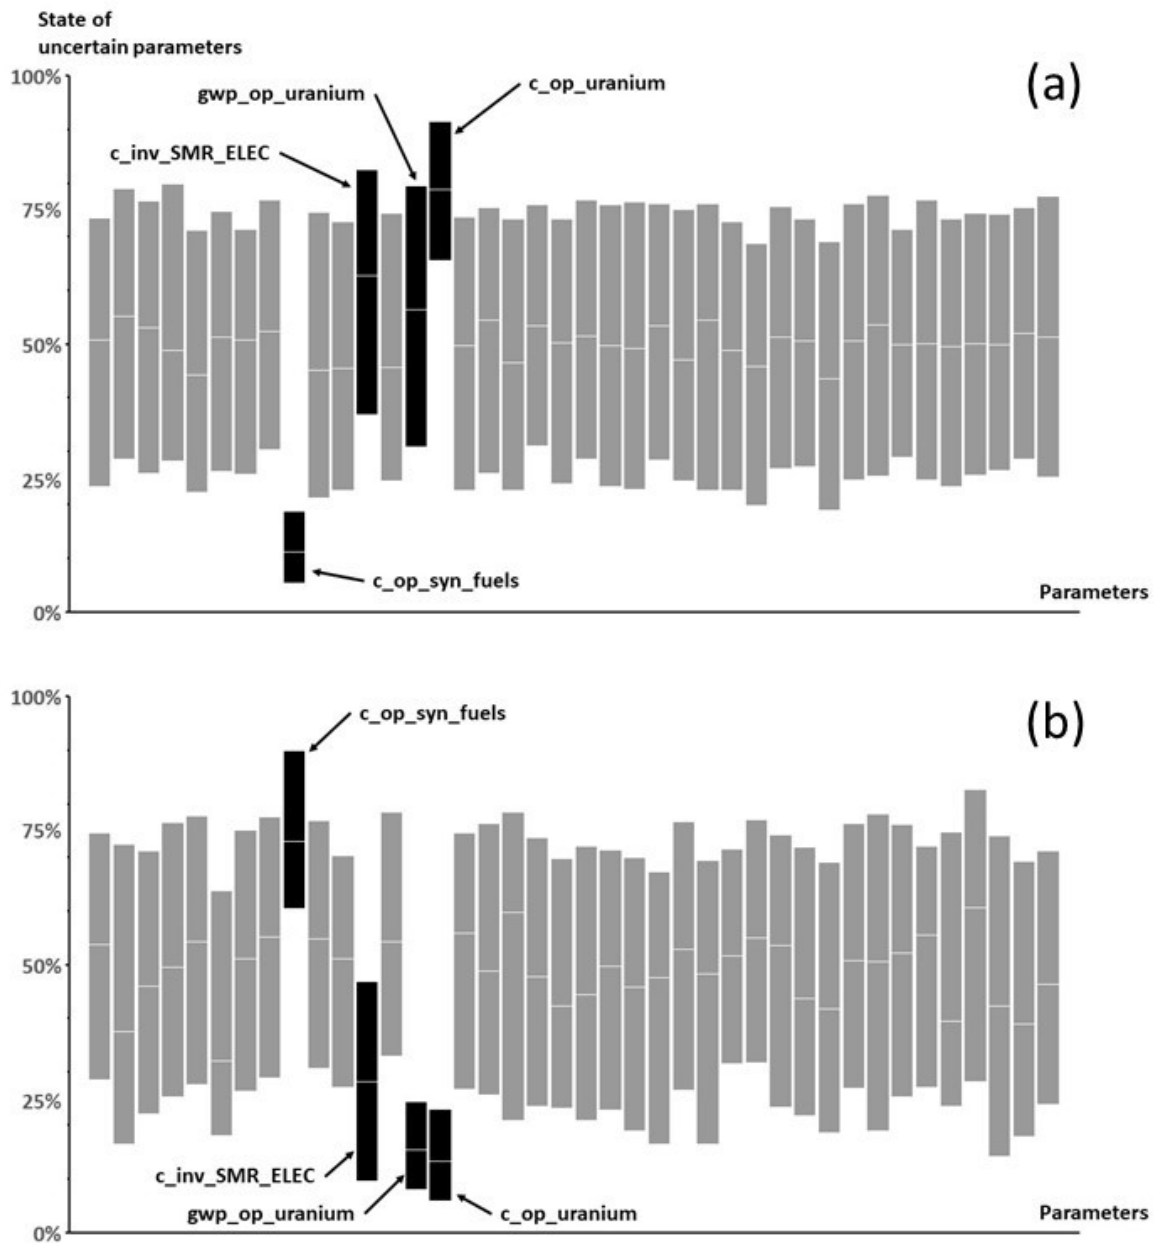 State of
uncertain parameters
100%
(a)
c_op_uranium
gwp_op_uranium
c_inv_SMR_ELEC
75%
50%
25%
c_op_syn_fuels
Parameters
0%
100%
(b)
c_op_syn_fuels
75%
50%
25%
c_inv_SMR_ELEC
gwp_op_uranium
c_op_uranium
Parameters
0%